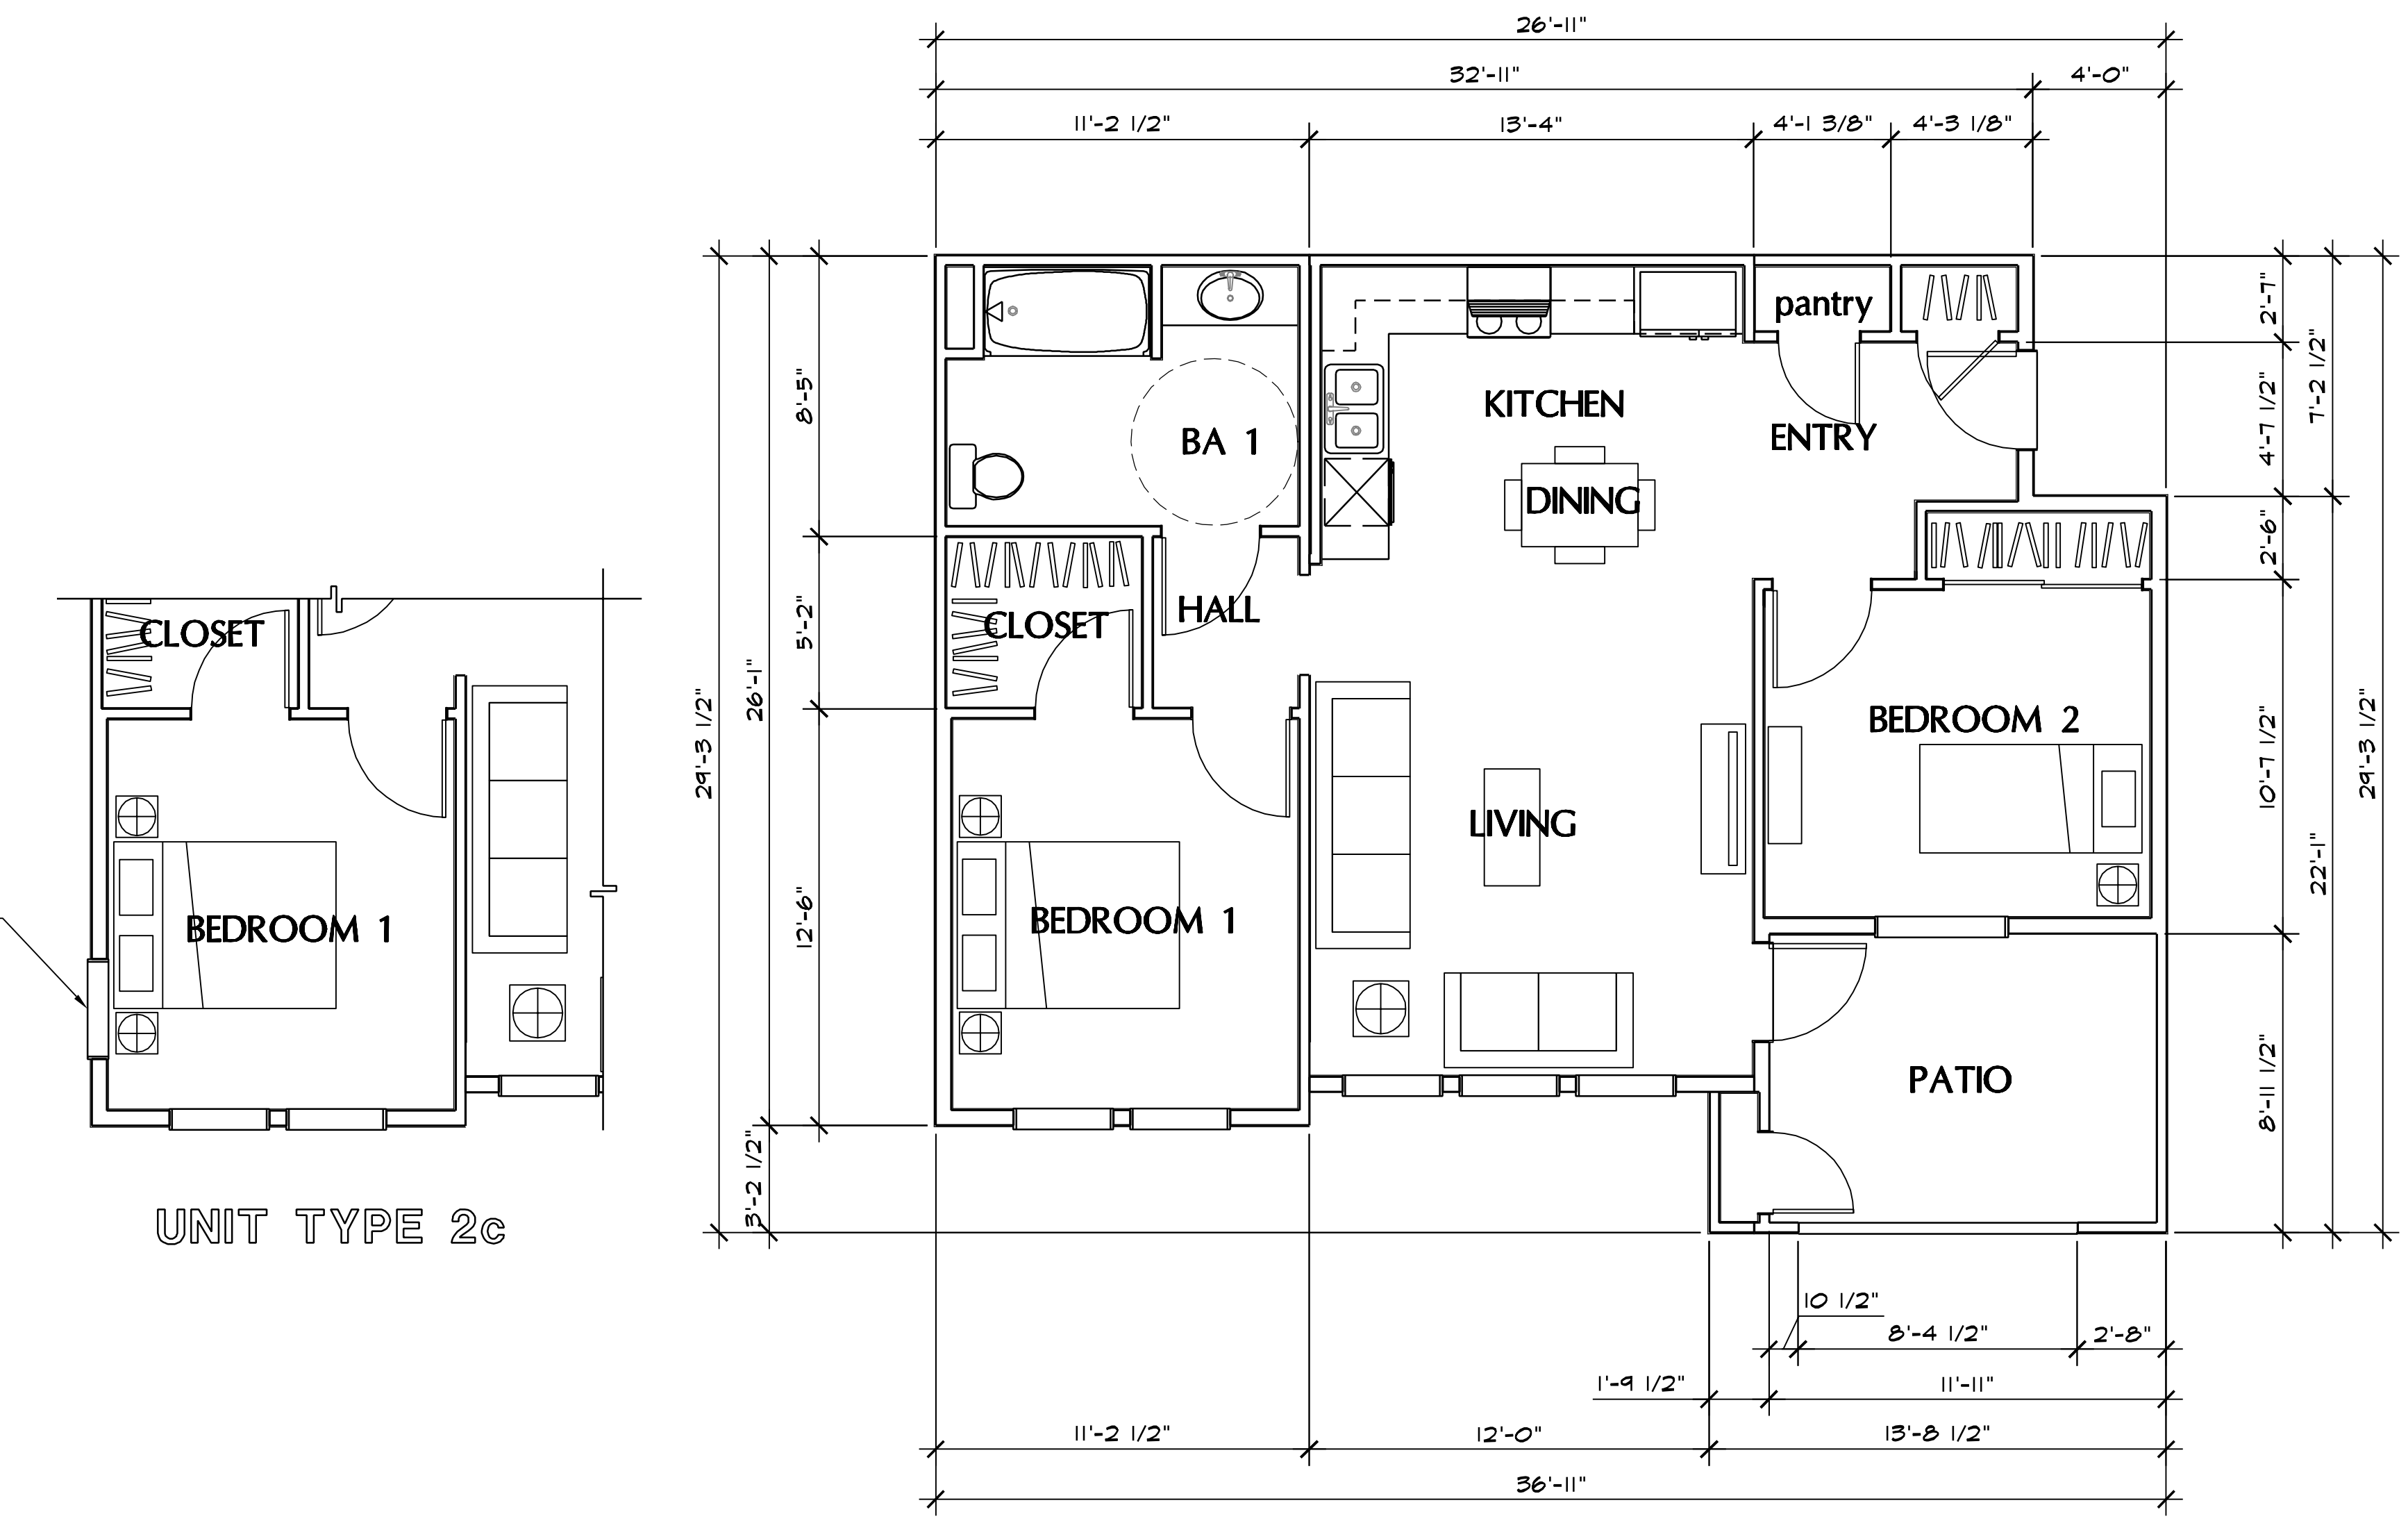 26'-11"
32'-11"
4'-0"
11'-2 1/2"
13'-4"
4'-1 3/8"
4'-3 1/8"
2'-7"
pantry
7'-2 1/2"
8'-5"
KITCHEN
4'-7 1/2"
BA 1
ENTRY
DINING
2'-6"
CLOSET
CLOSET
HALL
5'-2"
26'-1"
29'-3 1/2"
BEDROOM 2
10'-7 1/2"
29'-3 1/2"
LIVING
22'-1"
BEDROOM 1
12'-6"
BEDROOM 1
PATIO
8'-11 1/2"
3'-2 1/2"
UNIT TYPE 2c
10 1/2"
8'-4 1/2"
2'-8"
1'-9 1/2"
11'-11"
11'-2 1/2"
12'-0"
13'-8 1/2"
36'-11"